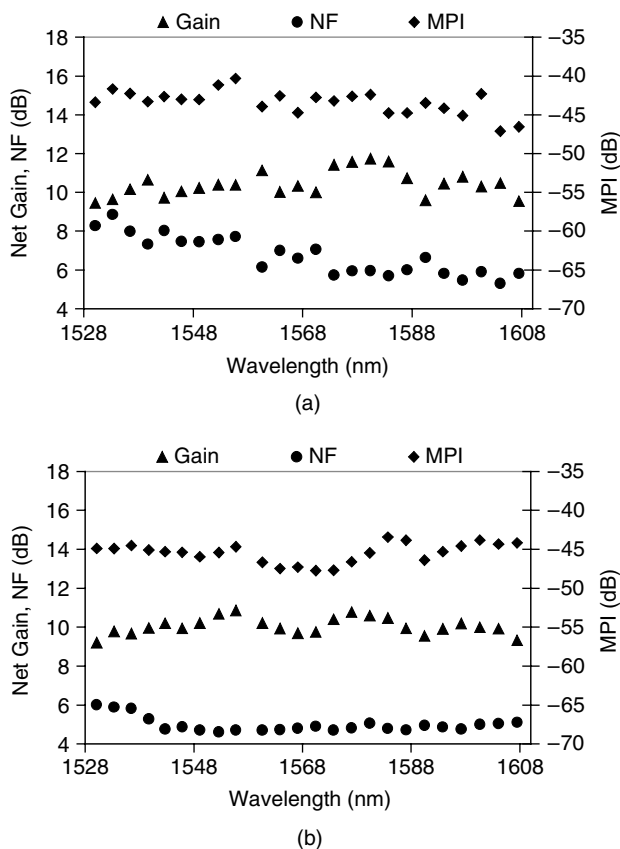 (a)
Gain NF MPI
18 −35
16 −40
14 −45
12 −50
10 −55
8 −60
6 −65
4 −70
Net Gain, NF (dB)
MPI (dB)
1528 1548 1568 1588 1608
Wavelength (nm)
(a)
Gain NF MPI
18 −35
16 −40
14 −45
12 −50
10 −55
8 −60
6 −65
4 −70
Net Gain, NF (dB)
MPI (dB)
1528 1548 1568 1588 1608
Wavelength (nm)
(b)